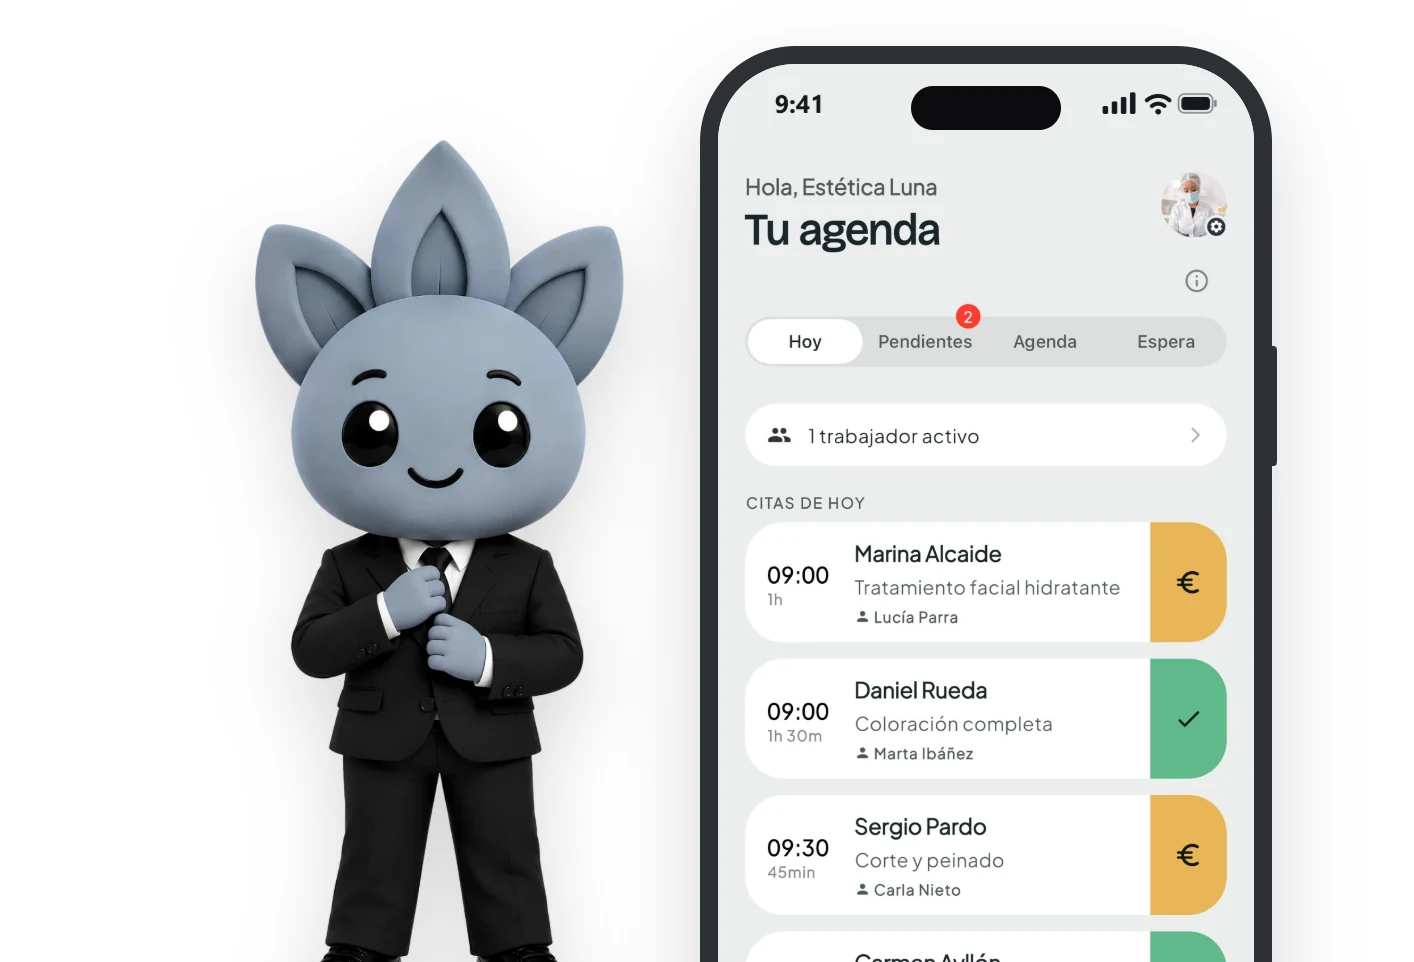 9:41
Hola, Estética Luna
Tu agenda
Hoy
Pendientes
2
Agenda
Espera
1 trabajador activo
CITAS DE HOY
09:00
1h
Marina Alcaide
Tratamiento facial hidratante
Lucía Parra
€
09:00
1h 30m
Daniel Rueda
Coloración completa
Marta Ibáñez
09:30
45min
Sergio Pardo
Corte y peinado
Carla Nieto
€
Carmen Ayllón